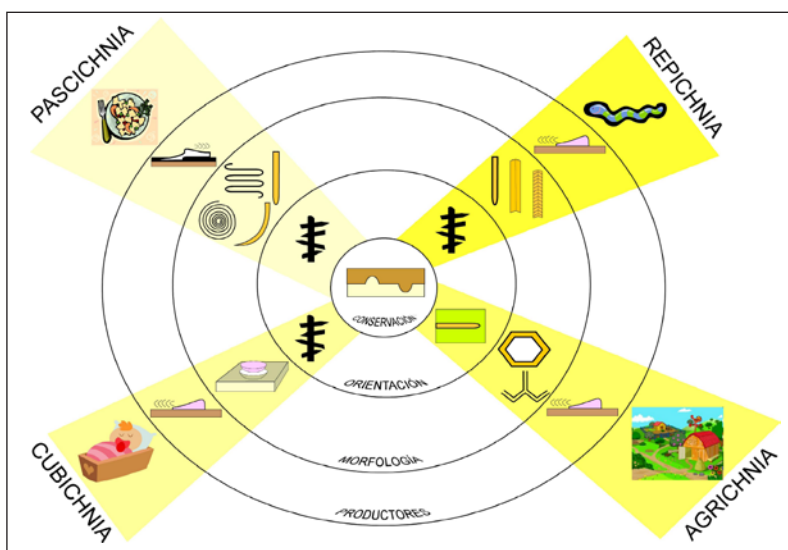 PASCICHNIA
REPICHNIA
CONSERVACIÓN
ORIENTACIÓN
MORFOLOGÍA
PRODUCTORES
CUBICHNIA
AGRICHNIA